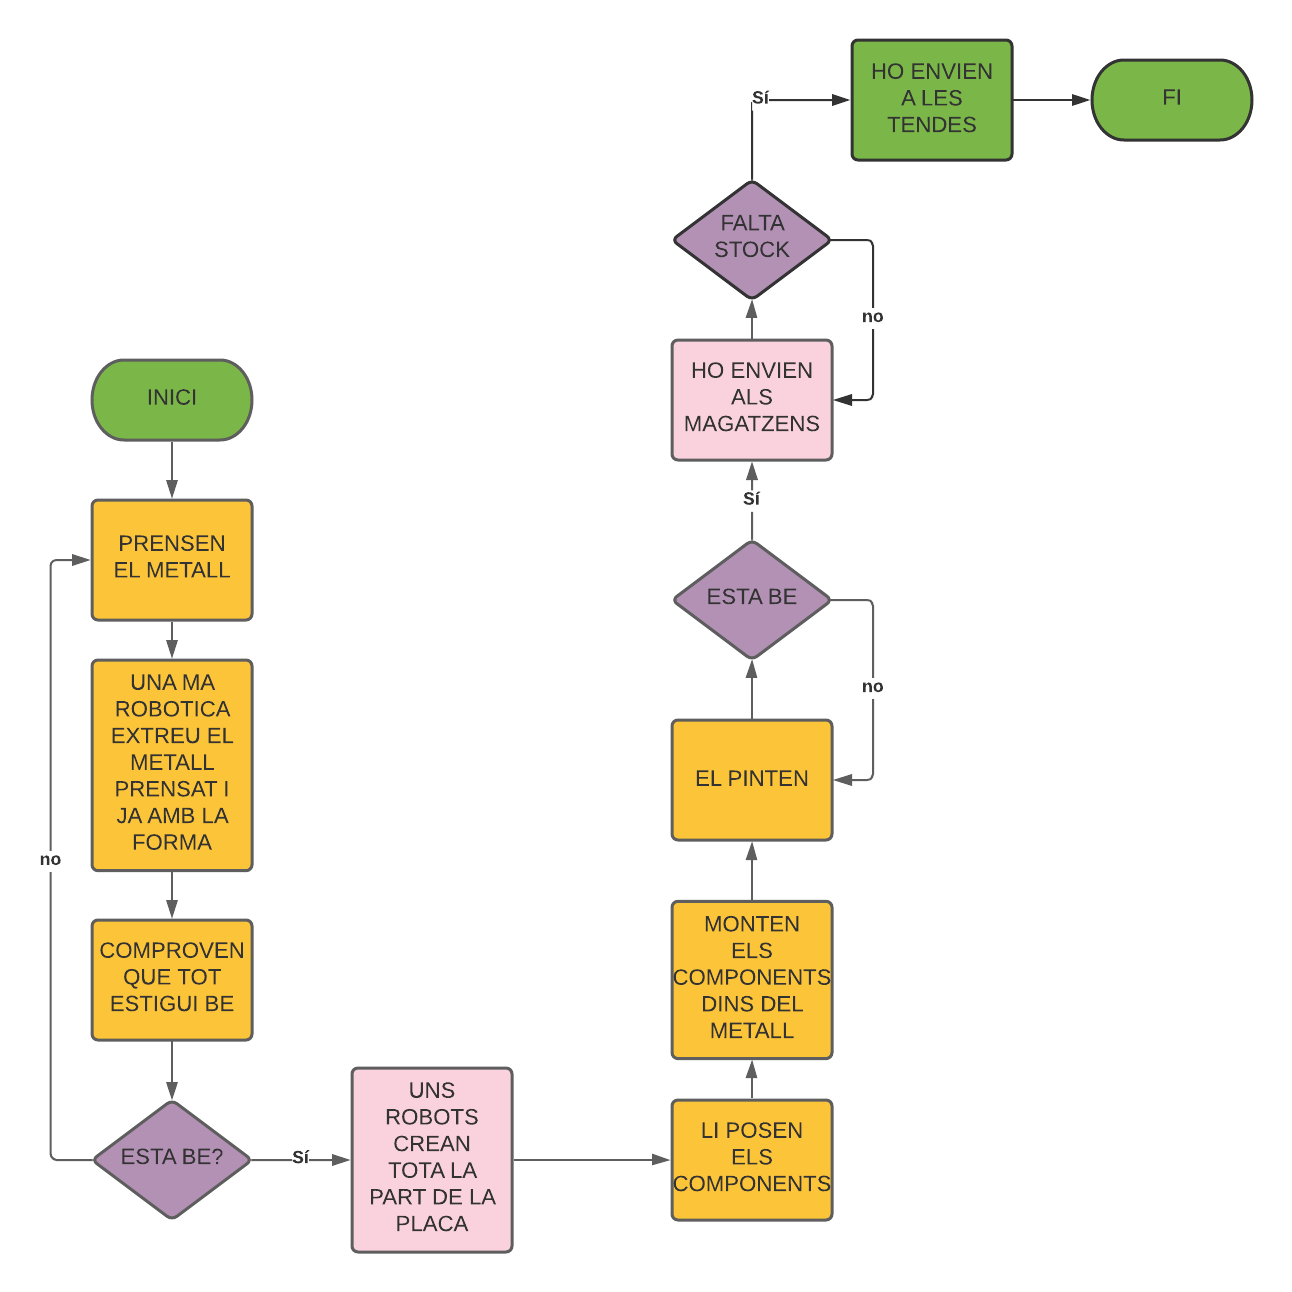 INICI
PRENSEN
EL METALL
UNA MA
ROBOTICA
EXTREU EL
METALL
PRENSAT I
JA AMB LA
FORMA
no
COMPROVEN
QUE TOT
ESTIGUI BE
ESTA BE?
Sí
UNS
ROBOTS
CREAN
TOTA LA
PART DE LA
PLACA
LI POSEN
ELS
COMPONENTS
MONTEN
ELS
COMPONENTS
DINS DEL
METALL
EL PINTEN
no
ESTA BE
Sí
HO ENVIEN
ALS
MAGATZENS
no
FALTA
STOCK
Sí
HO ENVIEN
A LES
TENDES
FI